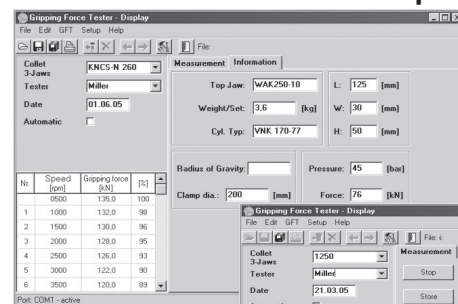 Gripping Force Tester - Display
File Edit GFT Setup Help
File:
Collet
3-Jaws
KNCS-N 260
Tester
Miller
Date
01.06.05
Automatic
Measurement Information
Top Jaw: WAK250-10
Weight/Set: 3,6 [kg]
Cyl. Typ: VNK 170-77
L: 125 [mm]
W: 30 [mm]
H: 50 [mm]
Radius of Gravity:
Clamp dia.: 200 [mm]
Pressure: 45 [bar]
Force: 76 [kN]
Nr. Speed [rpm] Gripping force [kN] [%]
0500 135,0 100
1 1000 132,0 98
2 1500 130,0 96
3 2000 128,0 95
4 2500 126,0 93
5 3000 122,0 90
6 3500 120,0 89
Port: COM1 - active
Gripping Force Tester - Display
File Edit GFT Setup Help
File:
Collet
3-Jaws
1250
Tester
Miller
Date
21.03.05
Measurement
Stop
Store